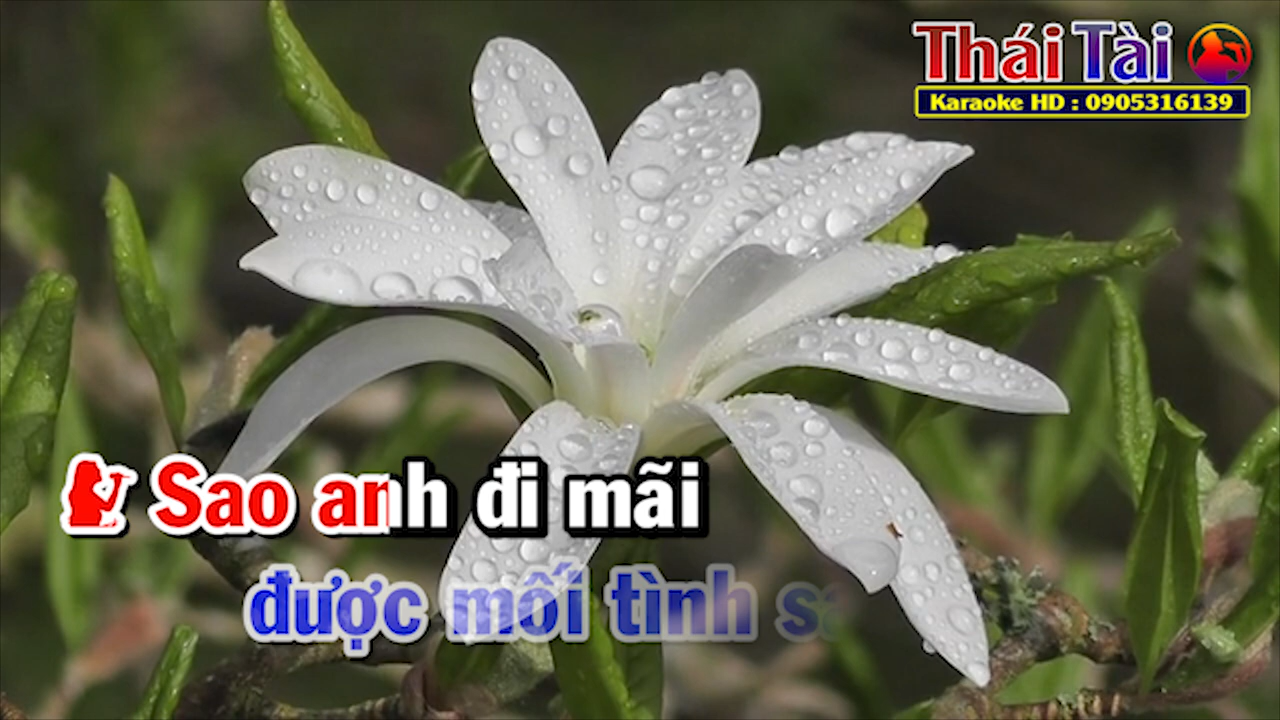 Thái Tài
Karaoke HD : 0905316139
Sao anh đi mãi
được mối tình